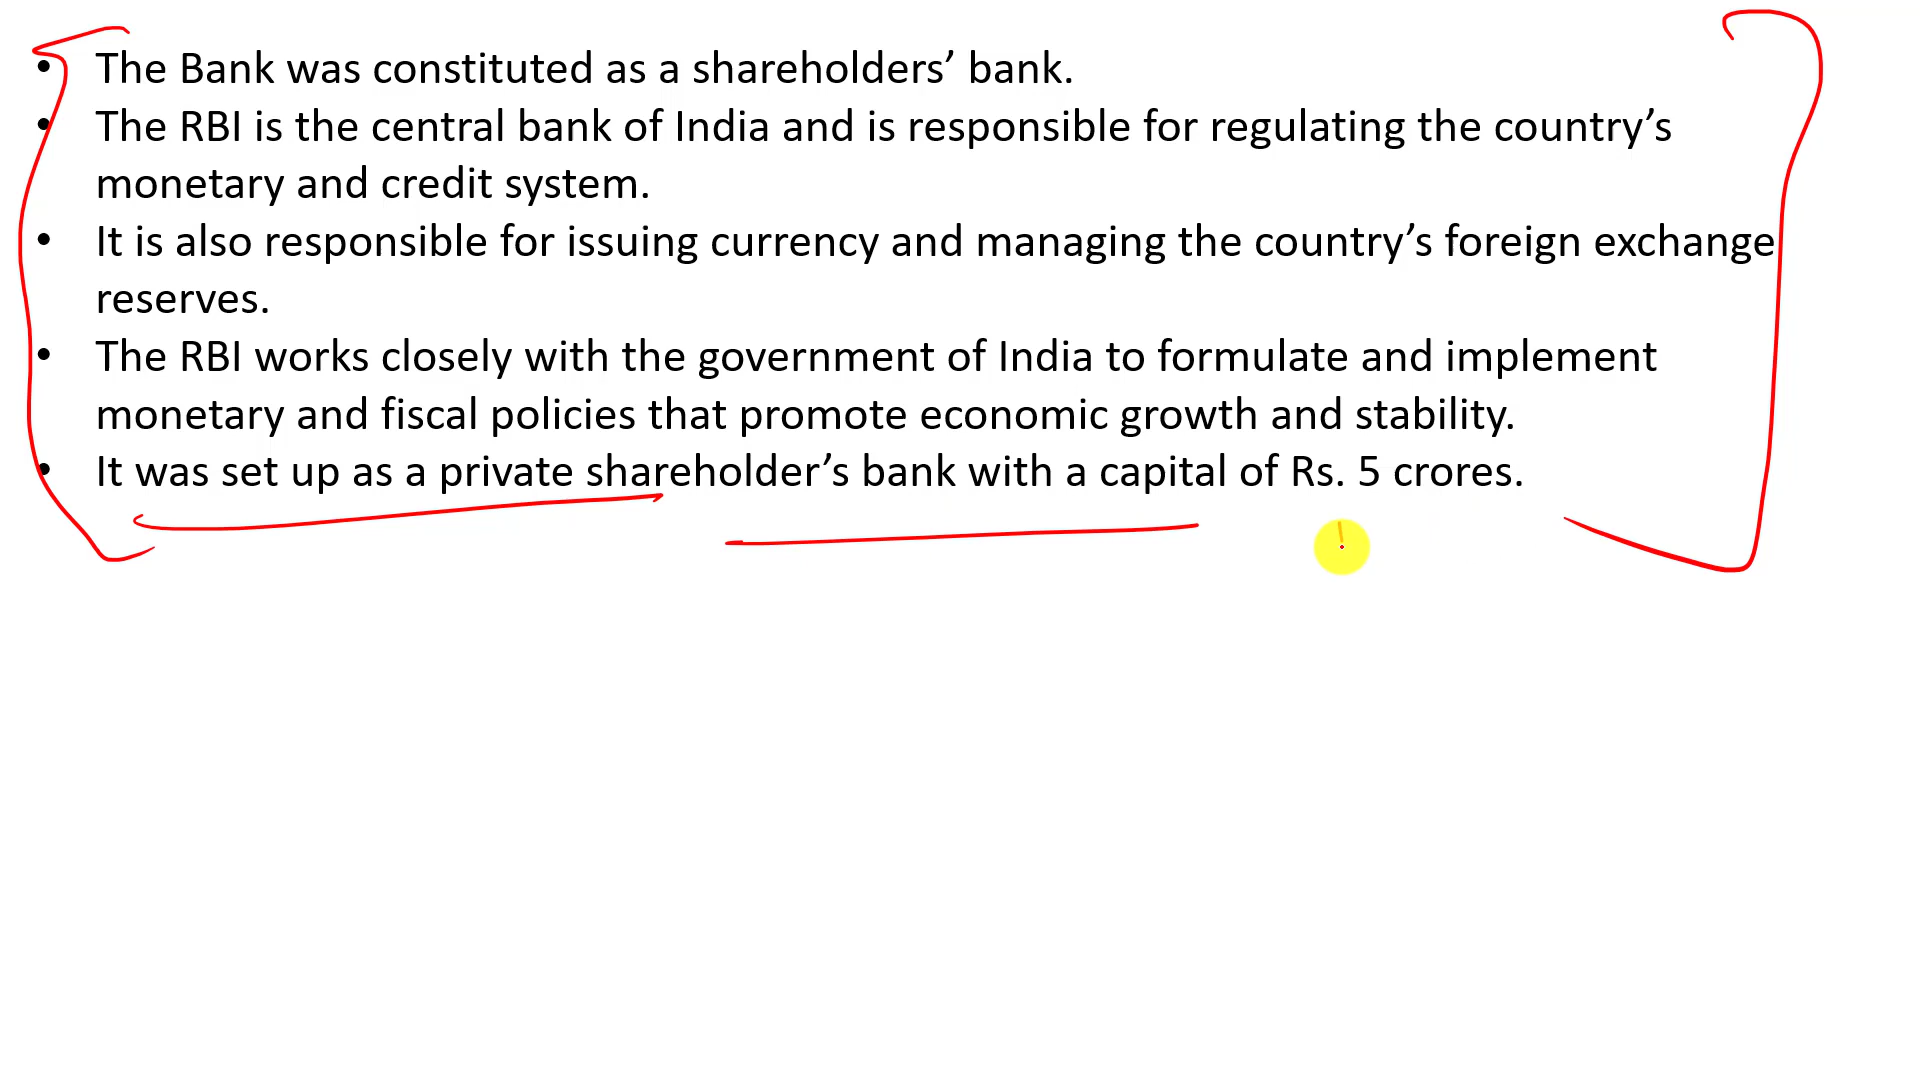 • The Bank was constituted as a shareholders’ bank.
• The RBI is the central bank of India and is responsible for regulating the country’s
monetary and credit system.
• It is also responsible for issuing currency and managing the country’s foreign exchange
reserves.
• The RBI works closely with the government of India to formulate and implement
monetary and fiscal policies that promote economic growth and stability.
• It was set up as a private shareholder’s bank with a capital of Rs. 5 crores.